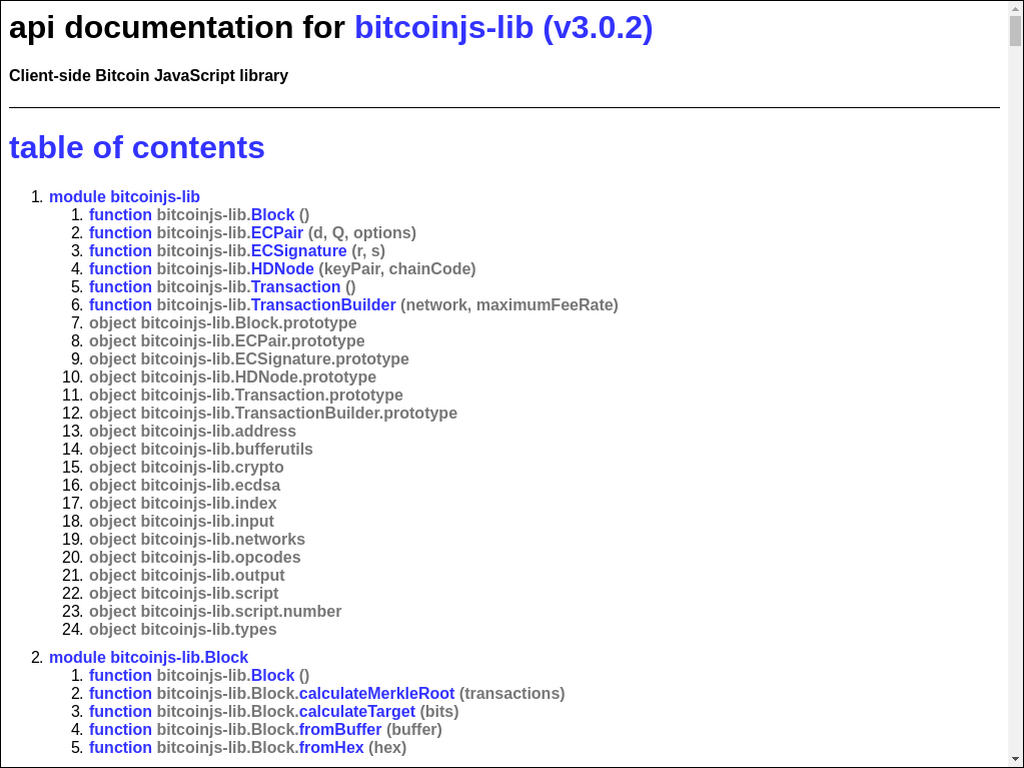 api documentation for bitcoinjs-lib (v3.0.2)
Client-side Bitcoin JavaScript library
table of contents
1. module bitcoinjs-lib
1. function bitcoinjs-lib.Block ()
2. function bitcoinjs-lib.ECPair (d, Q, options)
3. function bitcoinjs-lib.ECSignature (r, s)
4. function bitcoinjs-lib.HDNode (keyPair, chainCode)
5. function bitcoinjs-lib.Transaction ()
6. function bitcoinjs-lib.TransactionBuilder (network, maximumFeeRate)
7. object bitcoinjs-lib.Block.prototype
8. object bitcoinjs-lib.ECPair.prototype
9. object bitcoinjs-lib.ECSignature.prototype
10. object bitcoinjs-lib.HDNode.prototype
11. object bitcoinjs-lib.Transaction.prototype
12. object bitcoinjs-lib.TransactionBuilder.prototype
13. object bitcoinjs-lib.address
14. object bitcoinjs-lib.bufferutils
15. object bitcoinjs-lib.crypto
16. object bitcoinjs-lib.ecdsa
17. object bitcoinjs-lib.index
18. object bitcoinjs-lib.input
19. object bitcoinjs-lib.networks
20. object bitcoinjs-lib.opcodes
21. object bitcoinjs-lib.output
22. object bitcoinjs-lib.script
23. object bitcoinjs-lib.script.number
24. object bitcoinjs-lib.types
2. module bitcoinjs-lib.Block
1. function bitcoinjs-lib.Block ()
2. function bitcoinjs-lib.Block.calculateMerkleRoot (transactions)
3. function bitcoinjs-lib.Block.calculateTarget (bits)
4. function bitcoinjs-lib.Block.fromBuffer (buffer)
5. function bitcoinjs-lib.Block.fromHex (hex)